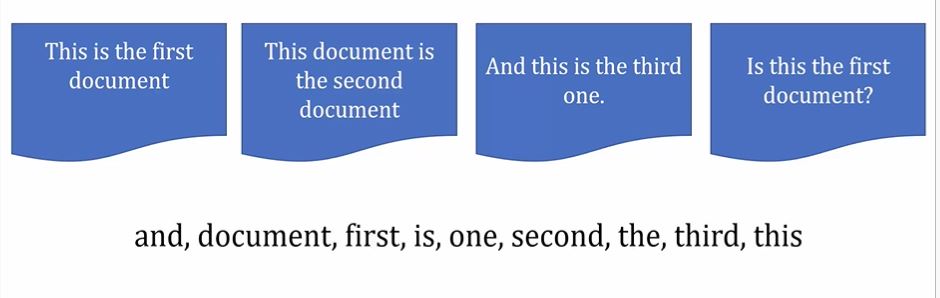 This is the first
document
This document is
the second
document
And this is the third
one.
Is this the first
document?
and, document, first, is, one, second, the, third, this